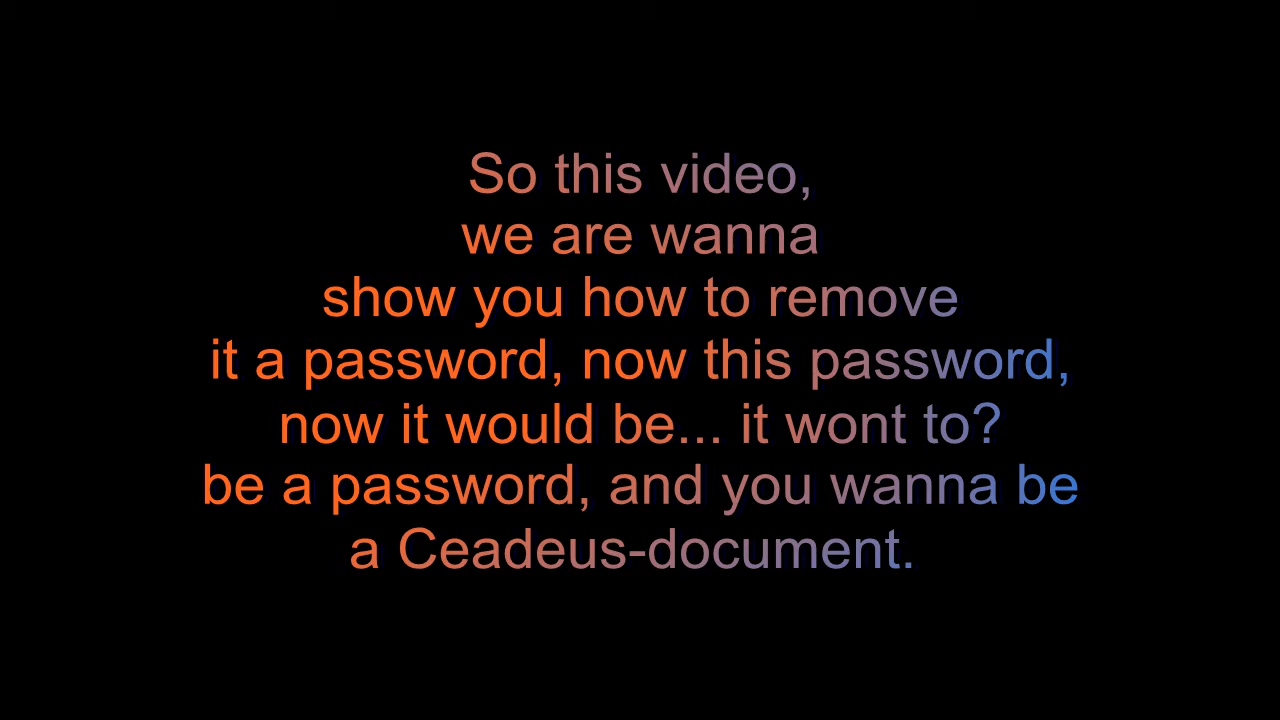 So this video,
we are wanna
show you how to remove
it a password, now this password,
now it would be... it wont to?
be a password, and you wanna be
a Ceadeus-document.